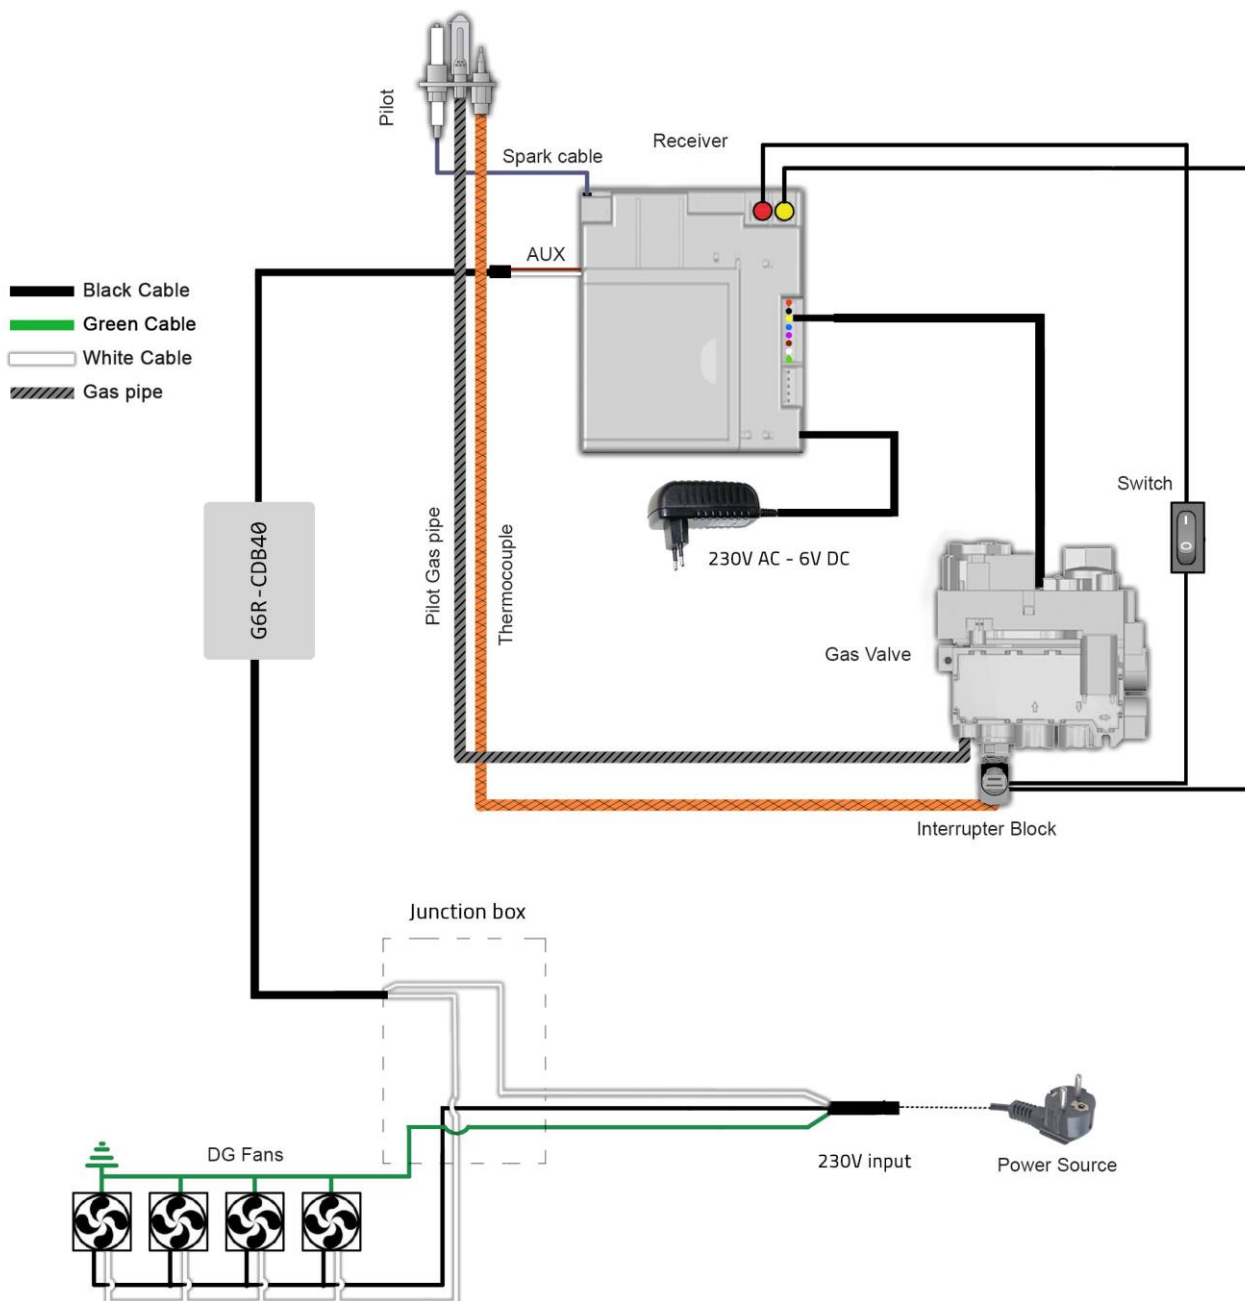 Pilot
Spark cable
Receiver
AUX
Black Cable
Green Cable
White Cable
Gas pipe
G6R-CDB40
Pilot Gas pipe
Thermocouple
230V AC - 6V DC
Switch
I
O
Gas Valve
Interrupter Block
Junction box
DG Fans
230V input
Power Source